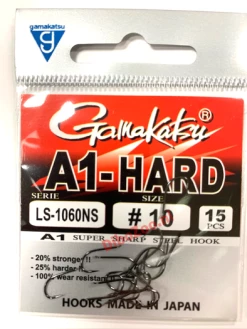 gamakatsu
g
Gamakatsu®
A1-HARD
SERIE SIZE
LS-1060NS #10 15 PCS
A1 SUPER SHARP STEEL HOOK
- 20% stronger !!
- 25% harder !!
- 100% wear resistant !!
HOOKS MADE IN JAPAN